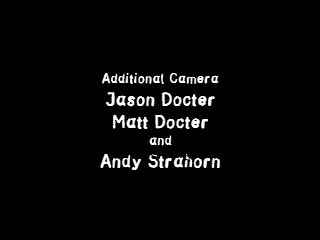 Additional Camera
Jason Docter
Matt Docter
and
Andy Strahorn